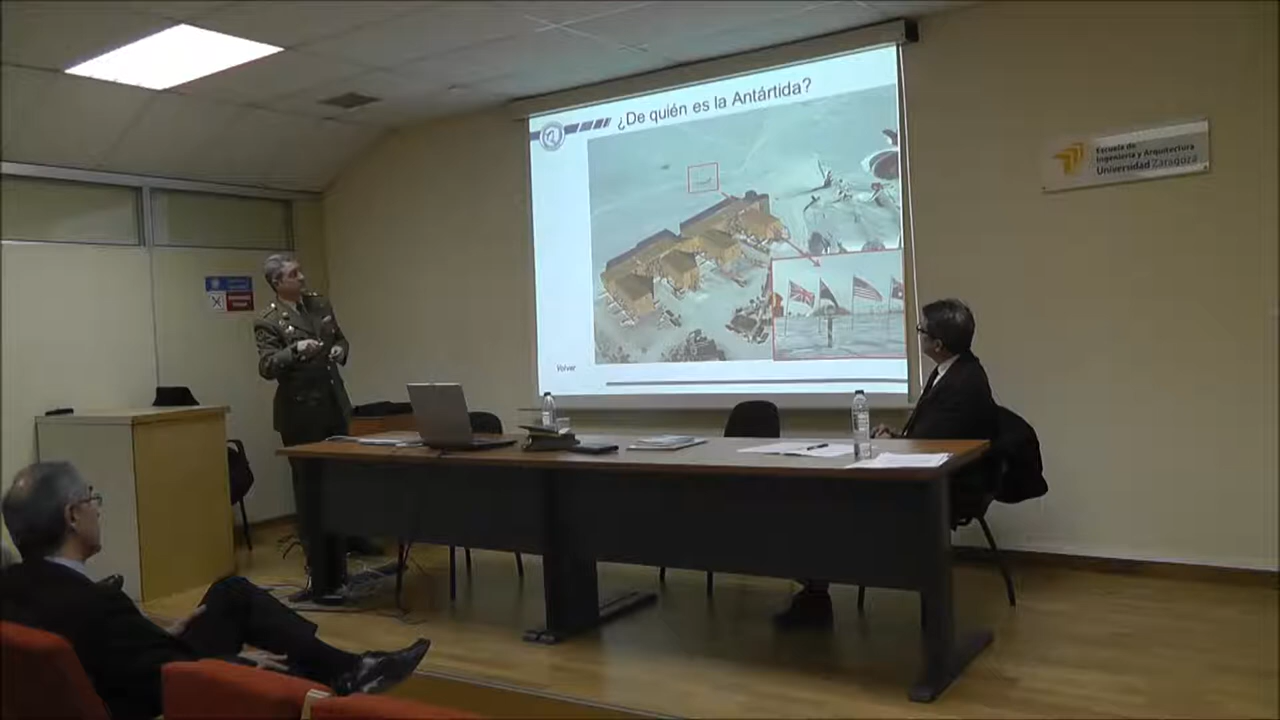 ¿De quién es la Antártida?
Volver
Escuela de
Ingeniería y Arquitectura
Universidad Zaragoza